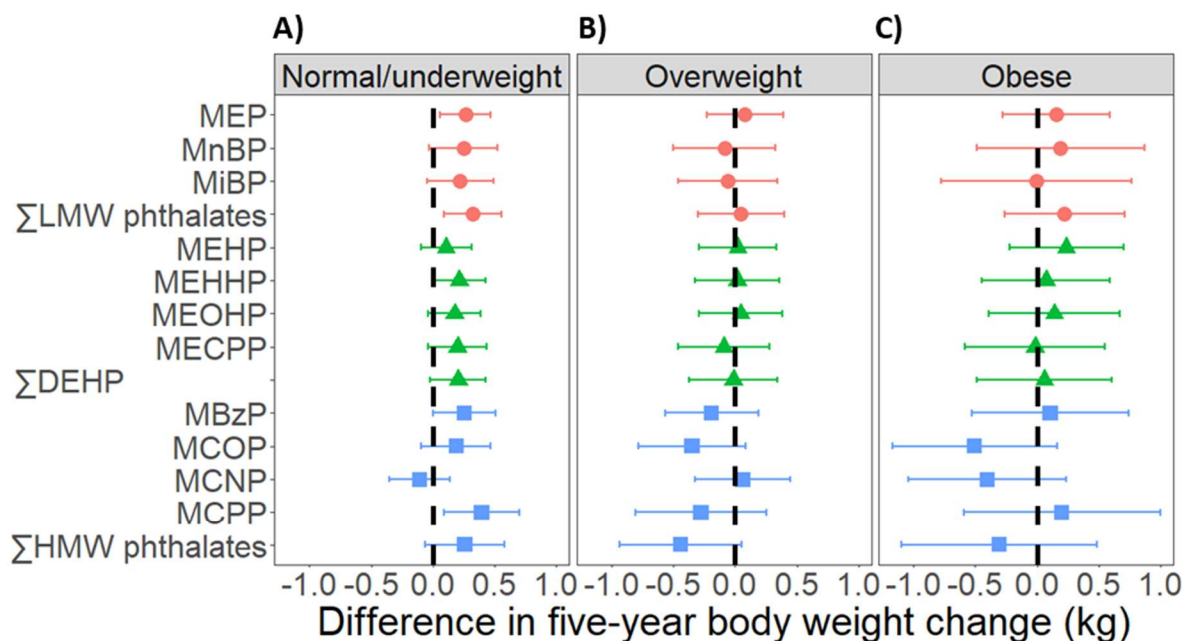 A) B) C)
Normal/underweight Overweight Obese
MEP
MnBP
MiBP
∑LMW phthalates
MEHP
MEHHP
MEOHP
MECPP
∑DEHP
MBzP
MCOP
MCNP
MCPP
∑HMW phthalates
-1.0 -0.5 0.0 0.5 1.0 -1.0 -0.5 0.0 0.5 1.0 -1.0 -0.5 0.0 0.5 1.0
Difference in five-year body weight change (kg)